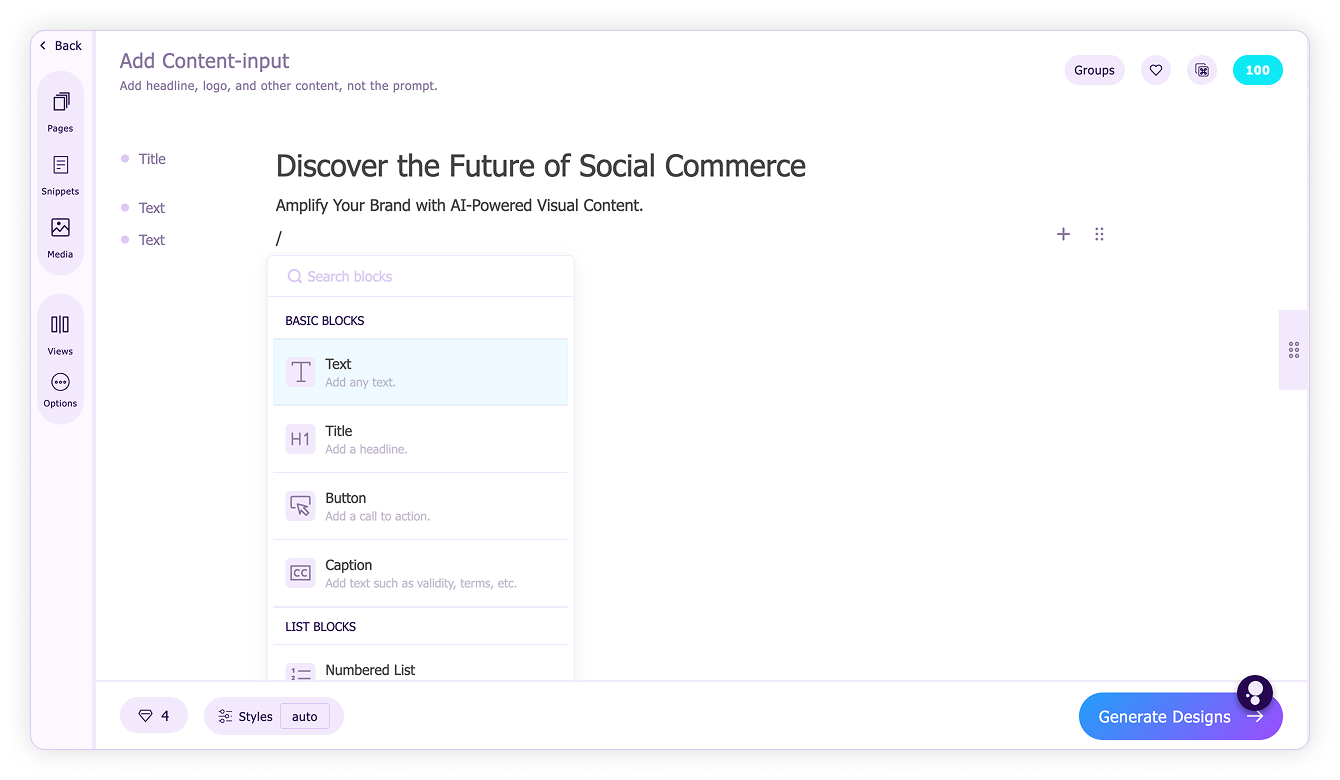 Back
Add Content-input
Add headline, logo, and other content, not the prompt.
Groups
100
Pages
Snippets
Media
Views
Options
Title
Discover the Future of Social Commerce
Text
Amplify Your Brand with AI-Powered Visual Content.
Text
/
Search blocks
BASIC BLOCKS
Text
Add any text.
H1
Title
Add a headline.
Button
Add a call to action.
CC
Caption
Add text such as validity, terms, etc.
LIST BLOCKS
Numbered List
4
Styles
auto
Generate Designs